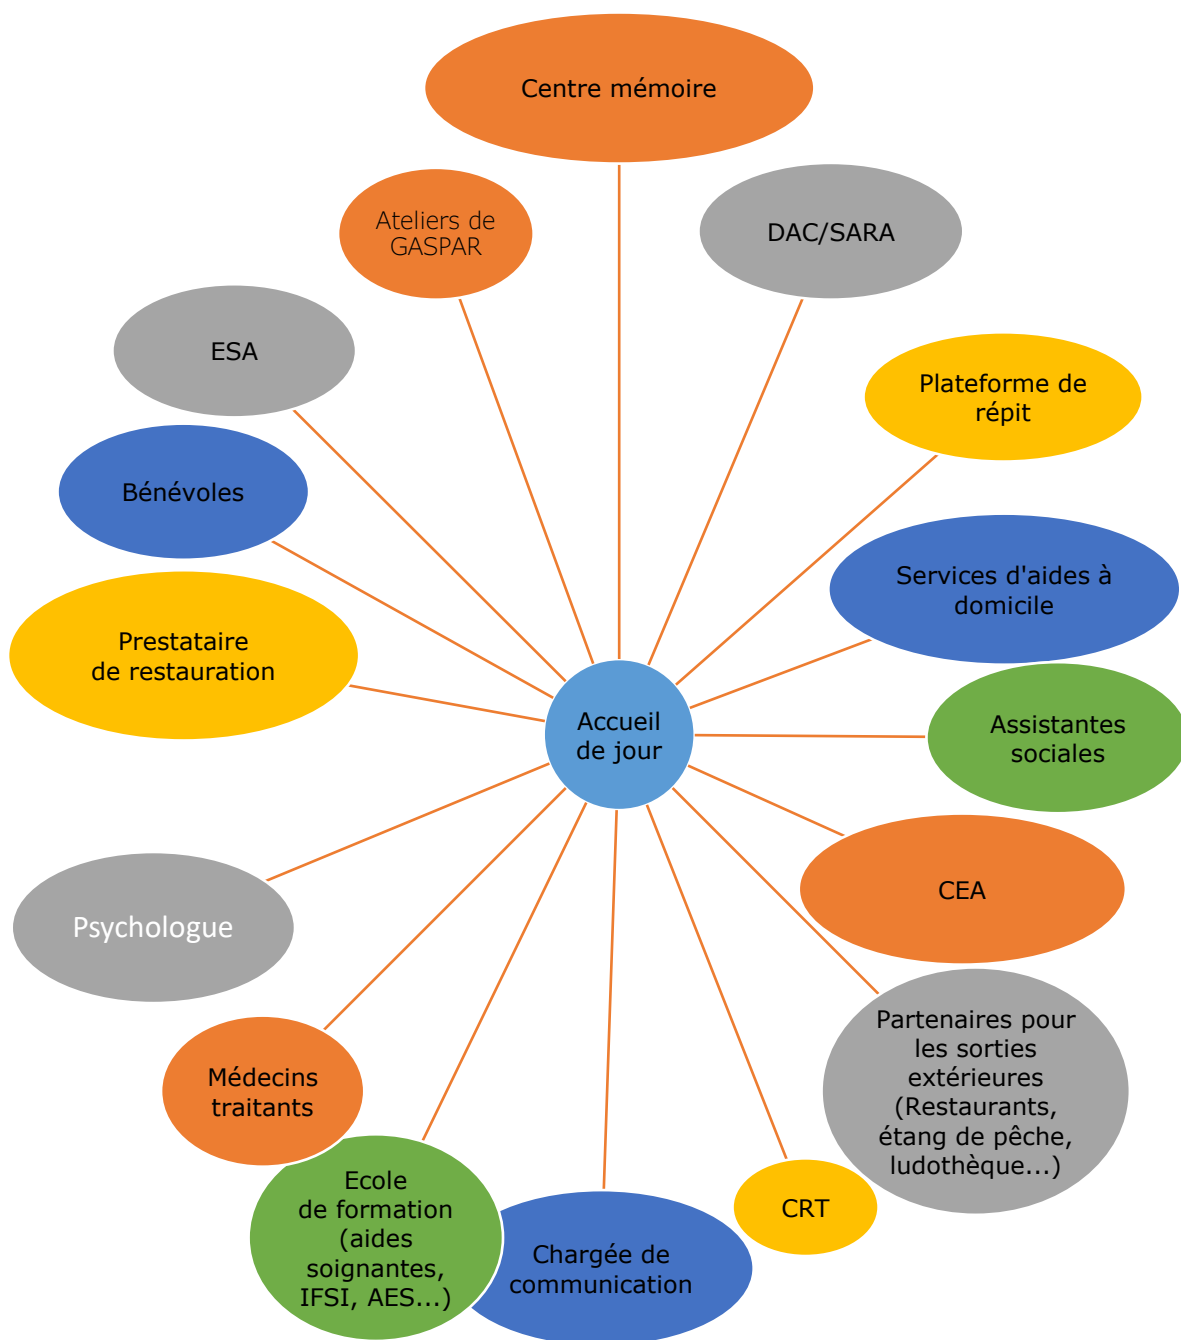 Centre mémoire
Ateliers de
GASPAR
DAC/SARA
ESA
Plateforme de
répit
Bénévoles
Services d'aides à
domicile
Prestataire
de restauration
Accueil
de jour
Assistantes
sociales
CEA
Psychologue
Partenaires pour
les sorties
extérieures
(Restaurants,
étang de pêche,
ludothèque...)
Médecins
traitants
Ecole
de formation
(aides
soignantes,
IFSI, AES...)
CRT
Chargée de
communication